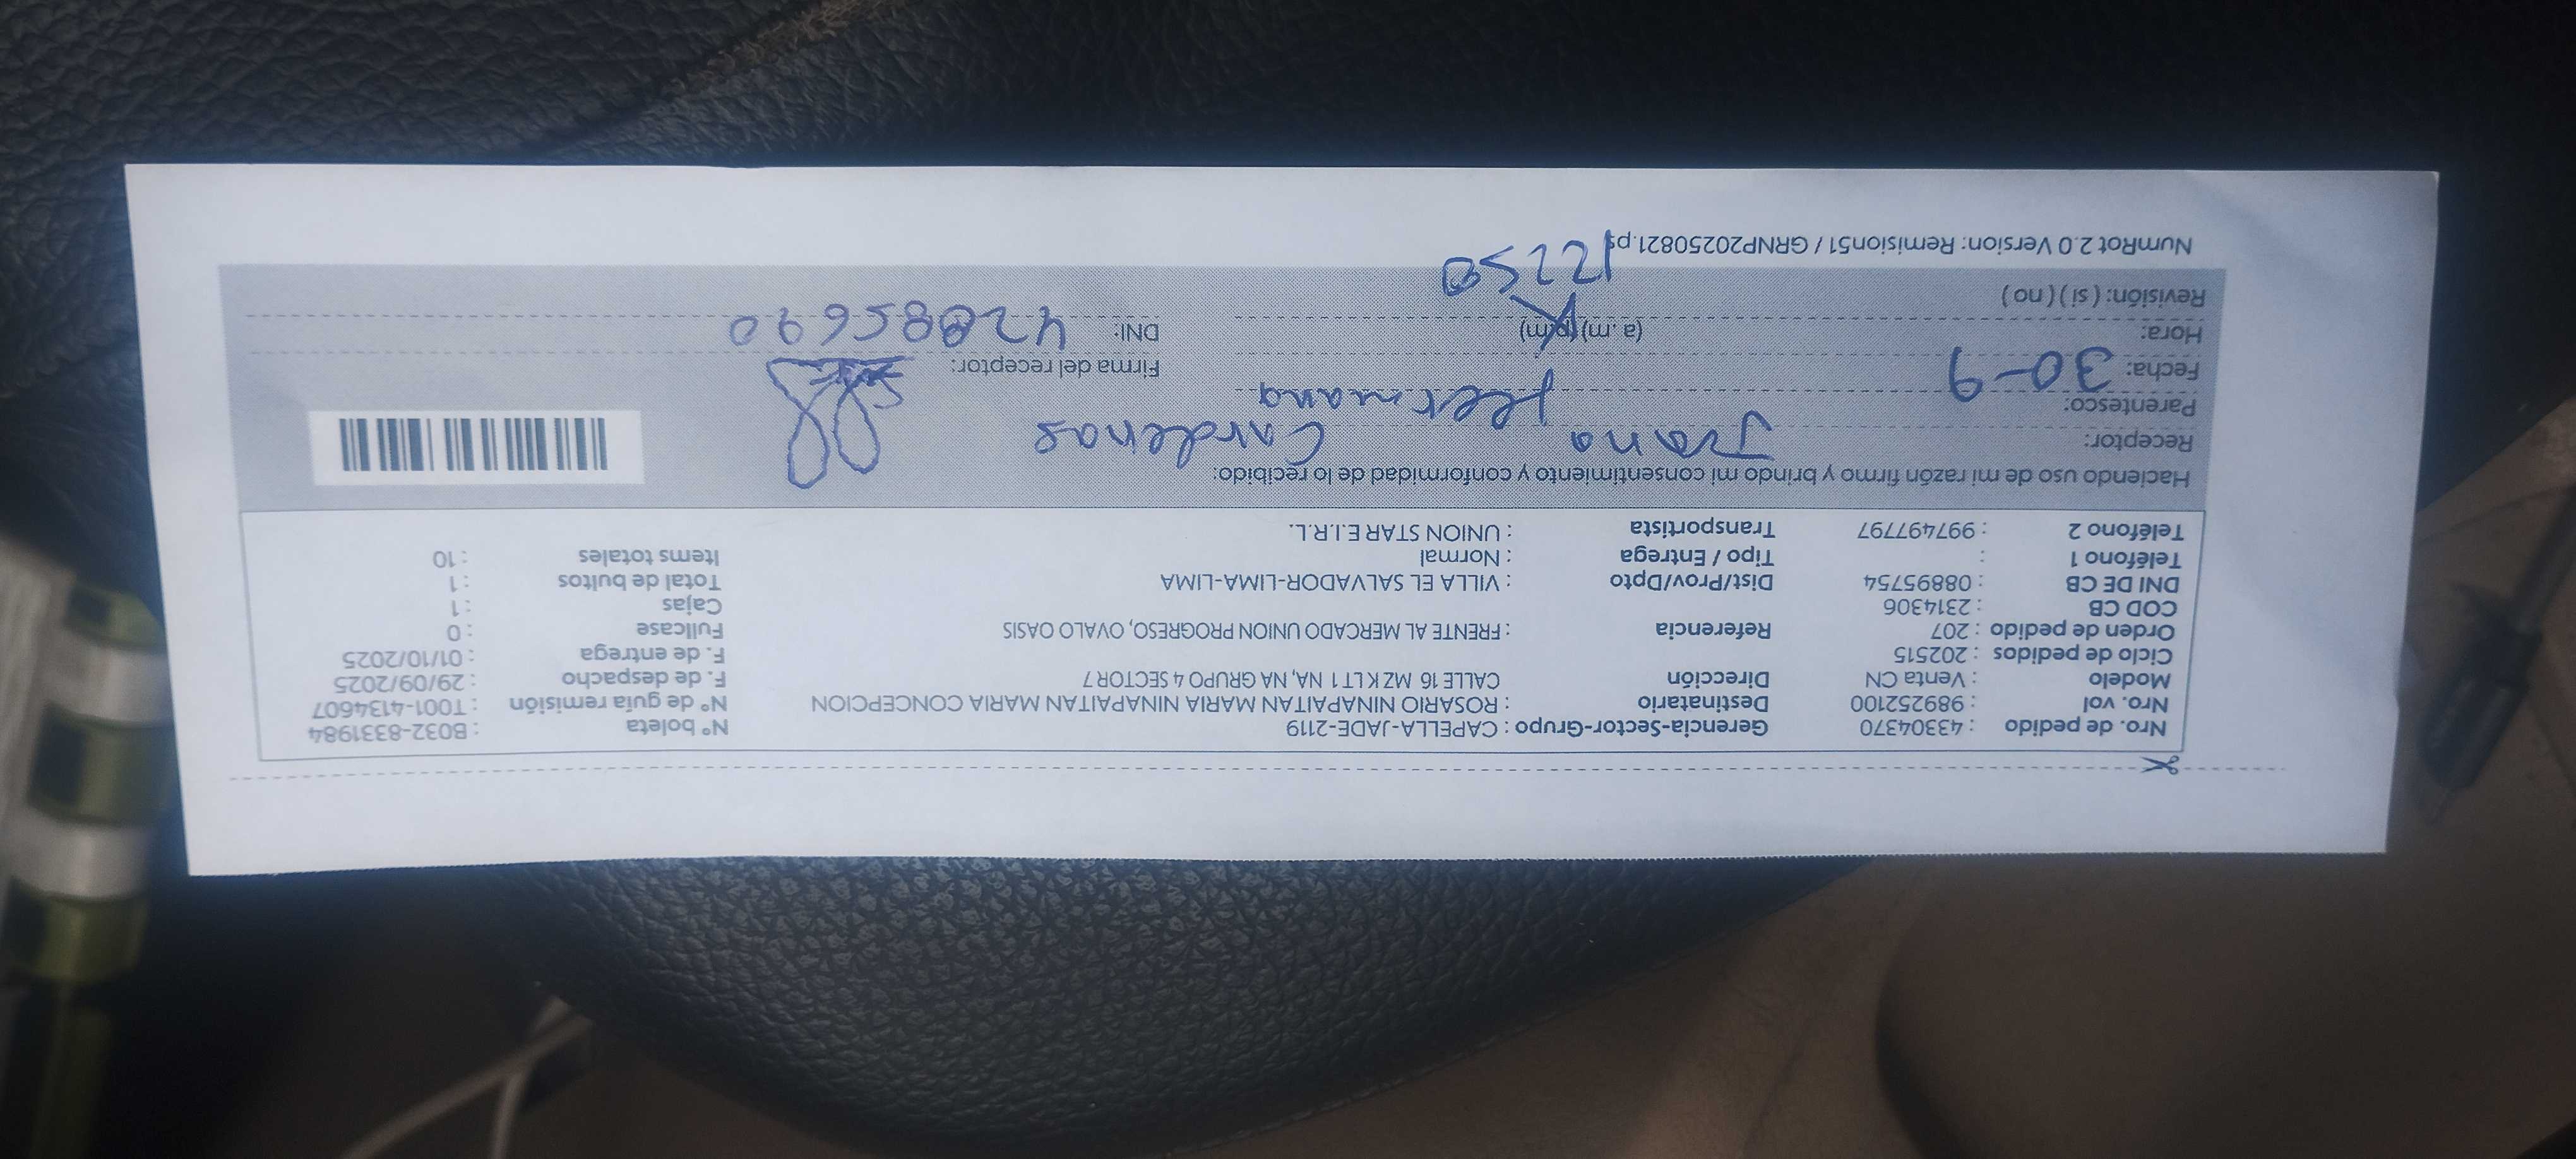 Nro. de pedido : 43304370 Gerencia-Sector-Grupo : CAPELLA-JADE-2119 N° boleta : B032-8331984
Nro. vol : 989252100 Destinatario : ROSARIO NINAPAITAN MARIA NINAPAITAN MARIA CONCEPCION N° de guía remisión : T001-4134607
Modelo : Venta CN Dirección CALLE 16 MZ K LT 1 NA, NA GRUPO 4 SECTOR 7 F. de despacho : 29/09/2025
Ciclo de pedidos : 202515 F. de entrega : 01/10/2025
Orden de pedido : 207 Referencia : FRENTE AL MERCADO UNION PROGRESO, OVALO OASIS Fullcase : 0
COD CB : 2314306 Cajas : 1
DNI DE CB : 08895754 Dist/Prov/Dpto : VILLA EL SALVADOR-LIMA-LIMA Total de bultos : 1
Teléfono 1 : Tipo / Entrega : Normal Items totales : 10
Teléfono 2 : 997497797 Transportista : UNION STAR E.I.R.L.
Haciendo uso de mi razón firmo y brindo mi consentimiento y conformidad de lo recibido:
Receptor: Cardenas
Parentesco:
Fecha: 30-9 Firma del receptor:
Hora: (a.m) (p.m) DNI:
Revisión: ( si ) ( no ) 1225
NumRot 2.0 Version: Remision51 / GRNP20250821.ps